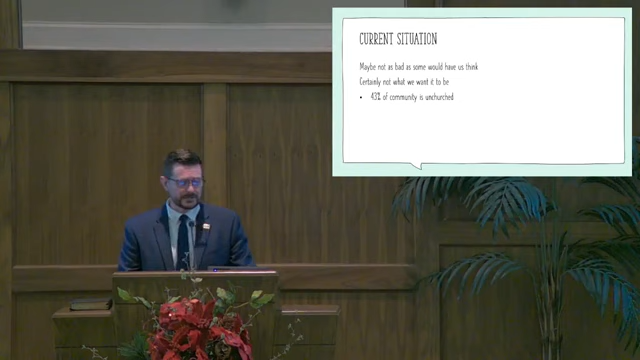 CURRENT SITUATION
Maybe not as bad as some would have us think
Certainly not what we want it to be
• 43% of community is unchurched